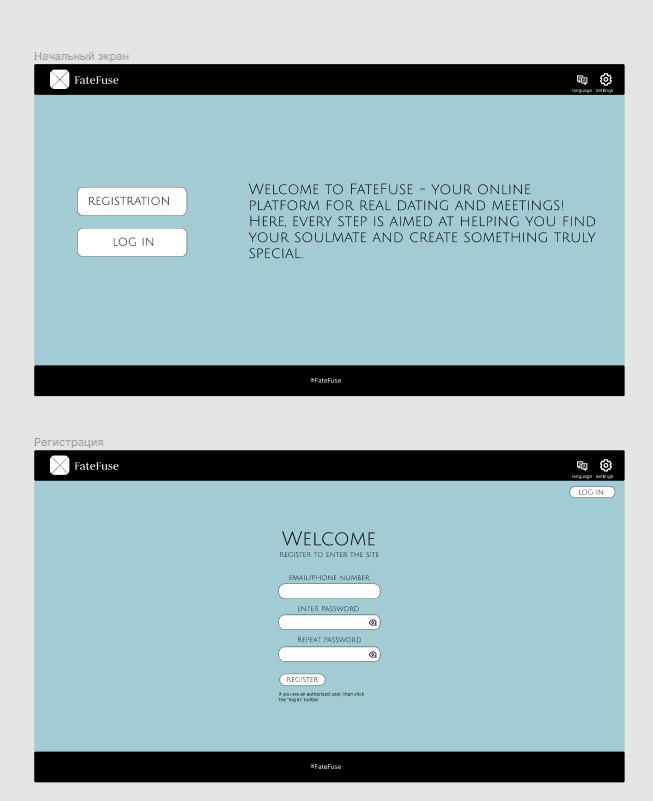 Начальный экран
FateFuse
language settings
REGISTRATION
LOG IN
WELCOME TO FATEFUSE – YOUR ONLINE
PLATFORM FOR REAL DATING AND MEETINGS!
HERE, EVERY STEP IS AIMED AT HELPING YOU FIND
YOUR SOULMATE AND CREATE SOMETHING TRULY
SPECIAL.
®FateFuse
Регистрация
FateFuse
language settings
LOG IN
WELCOME
REGISTER TO ENTER THE SITE
EMAIL/PHONE NUMBER
ENTER PASSWORD
REPEAT PASSWORD
REGISTER
if you are an authorized user, then click
the "log in" button
®FateFuse